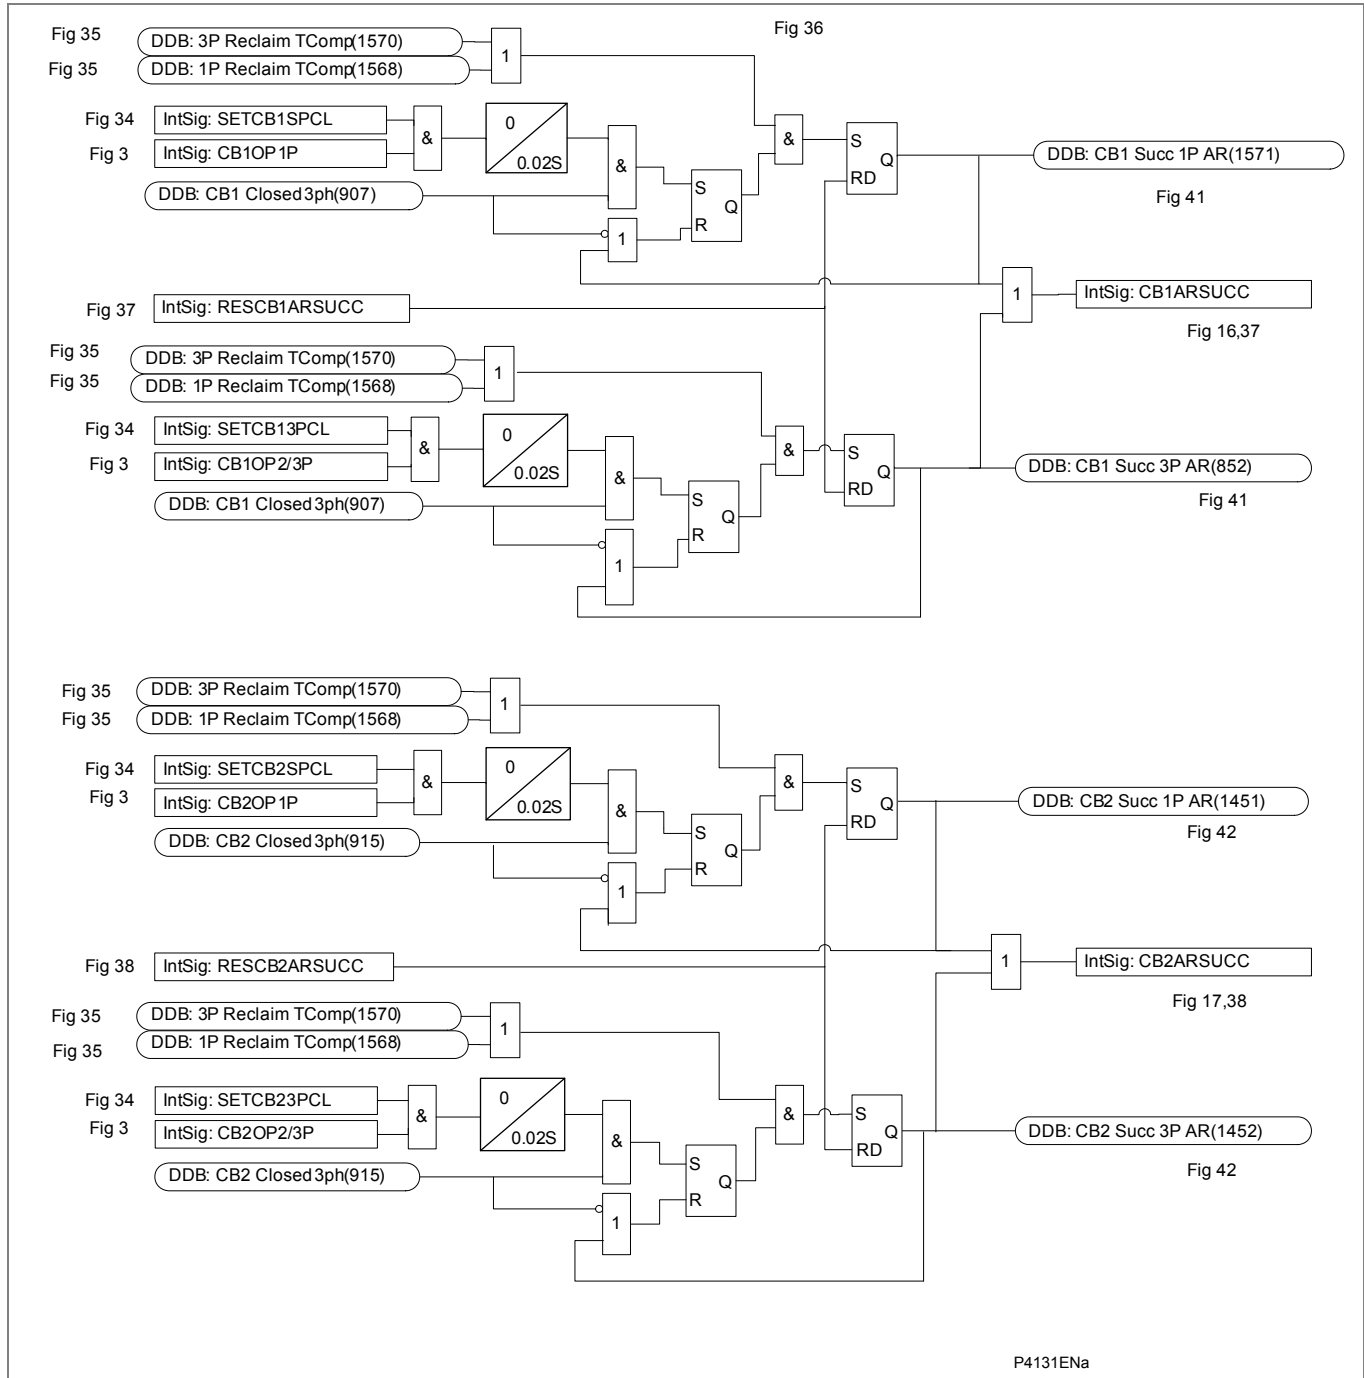 Fig 36
Fig 35
DDB: 3P Reclaim TComp(1570)
Fig 35
DDB: 1P Reclaim TComp(1568)
1
Fig 34
IntSig: SETCB1SPCL
Fig 3
IntSig: CB1OP1P
&
0
0.02S
&
&
S
Q
RD
DDB: CB1 Succ 1P AR(1571)
Fig 41
DDB: CB1 Closed 3ph(907)
1
S
Q
R
Fig 37
IntSig: RESCB1ARSUCC
1
IntSig: CB1ARSUCC
Fig 16,37
Fig 35
DDB: 3P Reclaim TComp(1570)
Fig 35
DDB: 1P Reclaim TComp(1568)
1
Fig 34
IntSig: SETCB13PCL
Fig 3
IntSig: CB1OP2/3P
&
0
0.02S
&
&
S
Q
RD
DDB: CB1 Succ 3P AR(852)
Fig 41
DDB: CB1 Closed 3ph(907)
1
S
Q
R
Fig 35
DDB: 3P Reclaim TComp(1570)
Fig 35
DDB: 1P Reclaim TComp(1568)
1
Fig 34
IntSig: SETCB2SPCL
Fig 3
IntSig: CB2OP1P
&
0
0.02S
&
&
S
Q
RD
DDB: CB2 Succ 1P AR(1451)
Fig 42
DDB: CB2 Closed 3ph(915)
1
S
Q
R
Fig 38
IntSig: RESCB2ARSUCC
1
IntSig: CB2ARSUCC
Fig 17,38
Fig 35
DDB: 3P Reclaim TComp(1570)
Fig 35
DDB: 1P Reclaim TComp(1568)
1
Fig 34
IntSig: SETCB23PCL
Fig 3
IntSig: CB2OP2/3P
&
0
0.02S
&
&
S
Q
RD
DDB: CB2 Succ 3P AR(1452)
Fig 42
DDB: CB2 Closed 3ph(915)
1
S
Q
R
P4131ENa